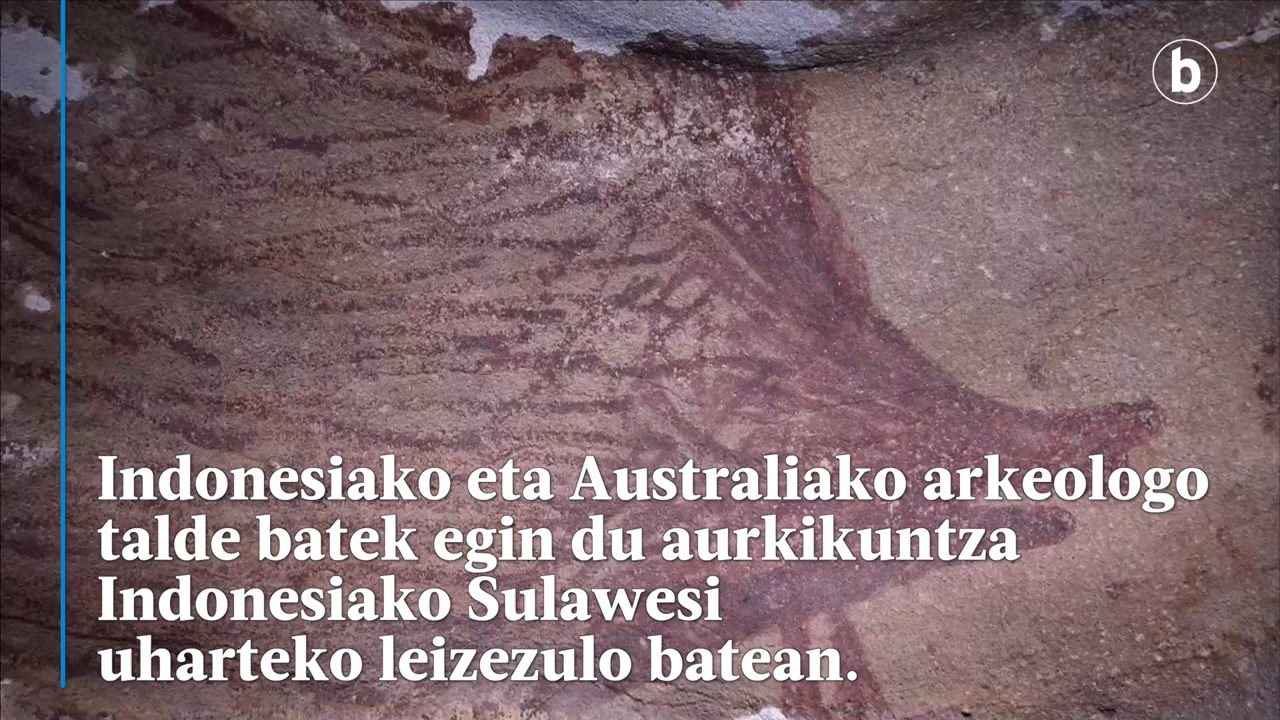 b
Indonesiako eta Australiako arkeologo
talde batek egin du aurkikuntza
Indonesiako Sulawesi
uharteko leizezulo batean.